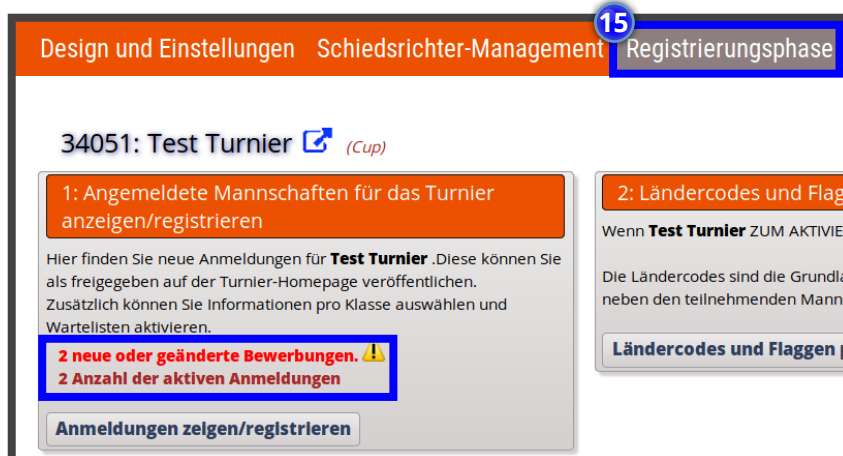 15
Design und Einstellungen Schiedsrichter-Management Registrierungsphase
34051: Test Turnier (Cup)
1: Angemeldete Mannschaften für das Turnier
anzeigen/registrieren
Hier finden Sie neue Anmeldungen für Test Turnier .Diese können Sie
als freigegeben auf der Turnier-Homepage veröffentlichen.
Zusätzlich können Sie Informationen pro Klasse auswählen und
Wartelisten aktivieren.
2 neue oder geänderte Bewerbungen.
2 Anzahl der aktiven Anmeldungen
Anmeldungen zeigen/registrieren
2: Ländercodes und Flag
Wenn Test Turnier ZUM AKTIVIE
Die Ländercodes sind die Grundla
neben den teilnehmenden Mann
Ländercodes und Flaggen p